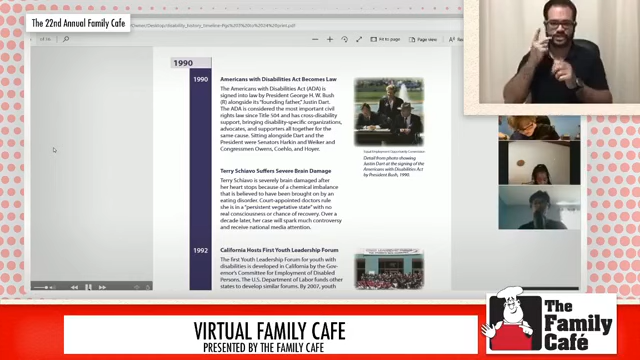 The 22nad Annual Family Cafe
Fit to page
Page view
1990
1990
Americans with Disabilities Act Becomes Law
The Americans with Disabilities Act (ADA) is
signed into law by President George H. W. Bush
(R) alongside its "founding father," Justin Dart.
The ADA is considered the most important civil
rights law since Title 504 and has cross-disability
support, bringing disability-specific organizations,
advocates, and supporters all together for the
same cause. Sitting alongside Dart and the
President were Senators Harkin and Weiker and
Congressmen Owens, Coehlo, and Hoyer.
Equal Employment Opportunity Commission
Detail from photo showing
Justin Dart at the signing of the
Americans with Disabilities Act
by President Bush, 1990.
Terry Schiavo Suffers Severe Brain Damage
Terry Schiavo is severely brain damaged after
her heart stops because of a chemical imbalance
that is believed to have been brought on by an
eating disorder. Court-appointed doctors rule
she is in a "persistent vegetative state" with no
real consciousness or chance of recovery. Over a
decade later, her case will spark much controversy
and receive national media attention.
1992
California Hosts First Youth Leadership Forum
The first Youth Leadership Forum for youth with
disabilities is developed in California by the Gov-
ernor's Committee for Employment of Disabled
Persons. The U.S. Department of Labor funds other
states to develop similar forums. By 2007, youth
VIRTUAL FAMILY CAFE
PRESENTED BY THE FAMILY CAFE
The
Family
Café